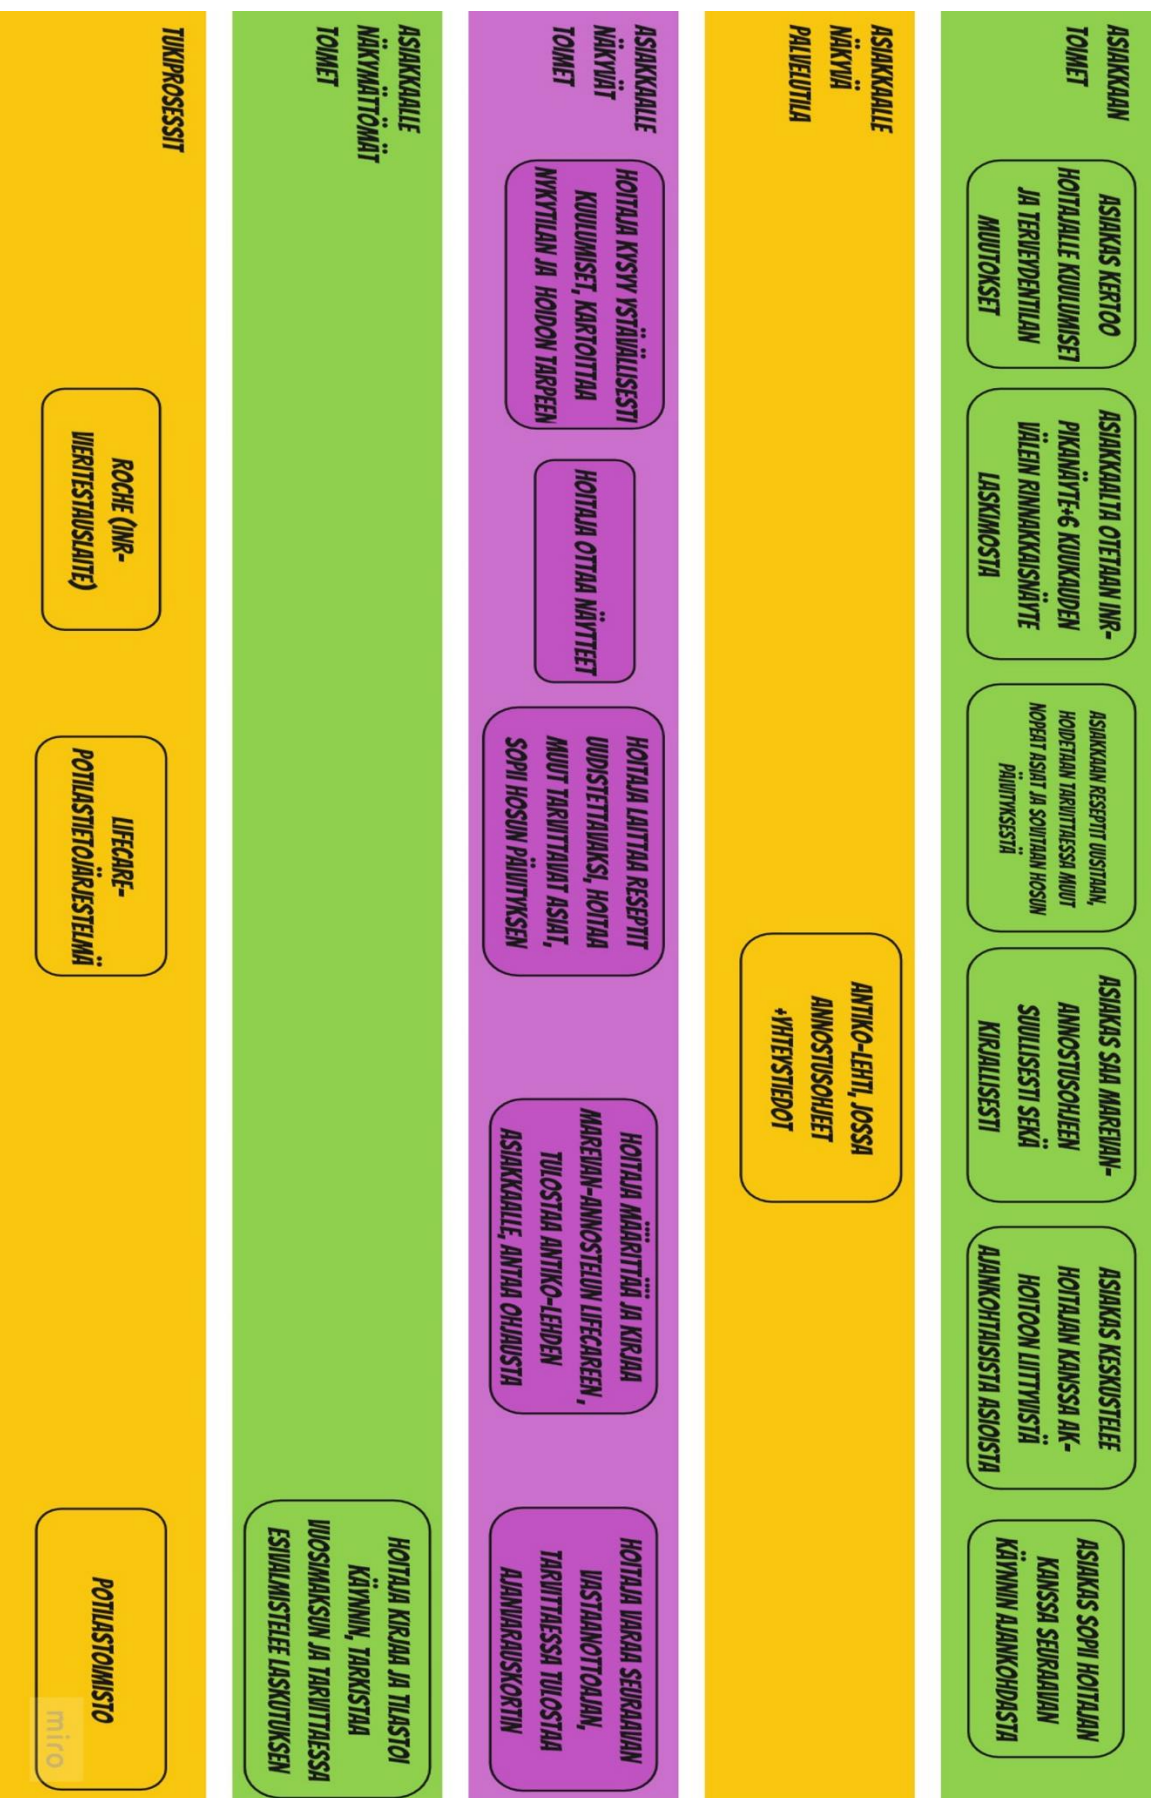 ASIAKKAAN
TOIMET
ASIAKAS KERTOO
HOITAJALLE KUULUMISET
JA TERVEYDENTILAN
MUUTOKSET
ASIAKKAALTA OTETAAN INR-
PIKANÄYTE+6 KUUKAUDEN
VÄLEIN RINNAKKAISNÄYTE
LASKIMOSTA
ASIAKKAAN RESEPTIT UUSITAAN,
HOIDETAAN TARVITTAESSA MUUT
NOPEAT ASIAT JA SOVITAAN HOSUN
PÄIVITYKSESTÄ
ASIAKAS SAA MAREVAN-
ANNOSTUSOHJEEN
SUULLISESTI SEKÄ
KIRJALLISESTI
ASIAKAS KESKUSTELEE
HOITAJAN KANSSA AK-
HOITOON LIITTYVISTÄ
AJANKOHTAISISTA ASIOISTA
ASIAKAS SOPII HOITAJAN
KANSSA SEURAAVAN
KÄYNNIN AJANKOHDASTA
ASIAKKAALLE
NÄKYVÄ
PALVELUTILA
ANTIKO-LEHTI, JOSSA
ANNOSTUSOHJEET
+YHTEYSTIEDOT
ASIAKKAALLE
NÄKYVÄT
TOIMET
HOITAJA KYSYY YSTÄVÄLLISESTI
KUULUMISET, KARTOITTAA
NYKYTILAN JA HOIDON TARPEEN
HOITAJA OTTAA NÄYTTEET
HOITAJA LAITTAA RESEPTIT
UUDISTETTAVAKSI, HOITAA
MUUT TARVITTAVAT ASIAT,
SOPII HOSUN PÄIVITYKSEN
HOITAJA MÄÄRITTÄÄ JA KIRJAA
MAREVAN-ANNOSTELUN LIFECAREEN,
TULOSTAA ANTIKO-LEHDEN
ASIAKKAALLE, ANTAA OHJAUSTA
HOITAJA VARAA SEURAAVAN
VASTAANOTTOAJAN,
TARVITTAESSA TULOSTAA
AJANVARAUSKORTIN
ASIAKKAALLE
NÄKYMÄTTÖMÄT
TOIMET
HOITAJA KIRJAA JA TILASTOI
KÄYNNIN, TARKISTAA
VUOSIMAKSUN JA TARVITTAESSA
ESIVALMISTELEE LASKUTUKSEN
TUKIPROSESSIT
ROCHE (INR-
VIERITESTAUSLAITE)
LIFECARE-
POTILASTIETOJÄRJESTELMÄ
POTILASTOIMISTO
miro